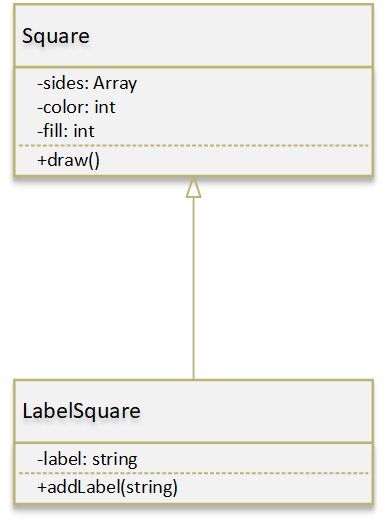 Square
-sides: Array
-color: int
-fill: int
+draw()
LabelSquare
-label: string
+addLabel(string)